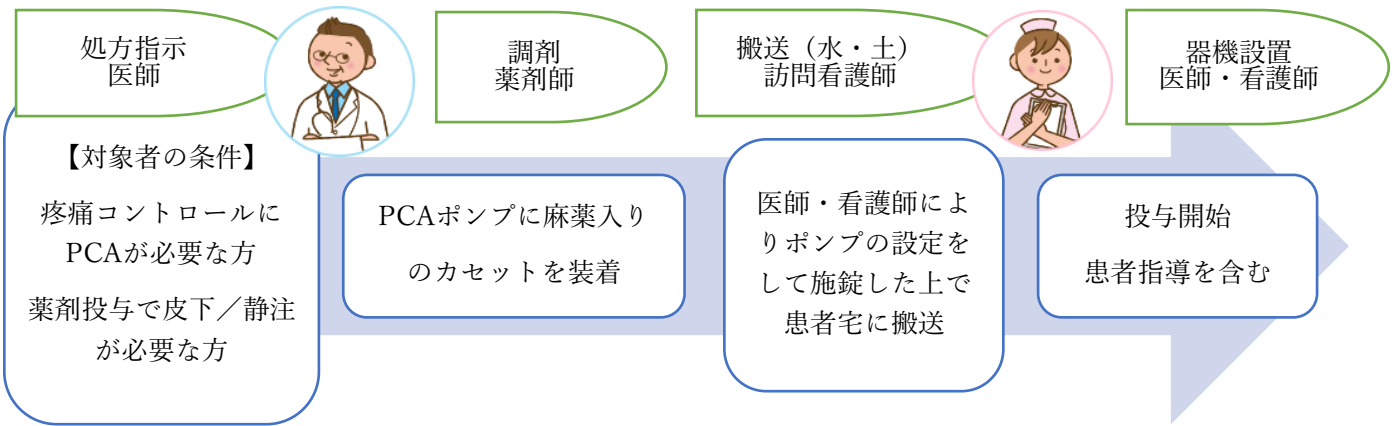 処方指示
医師
【対象者の条件】
疼痛コントロールに
PCAが必要な方
薬剤投与で皮下／静注
が必要な方
調剤
薬剤師
PCAポンプに麻薬入り
のカセットを装着
搬送（水・土）
訪問看護師
医師・看護師によ
りポンプの設定を
して施錠した上で
患者宅に搬送
器機設置
医師・看護師
投与開始
患者指導を含む